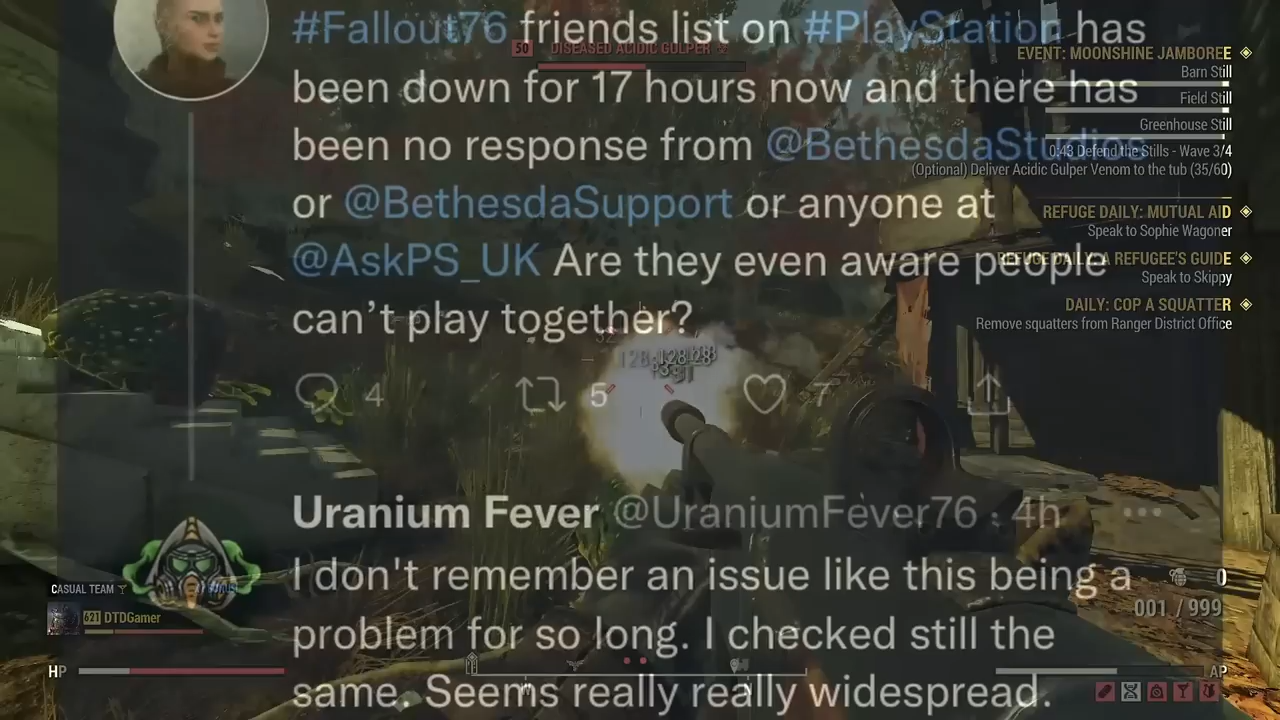 #Fallout76 friends list on #PlayStation has
been down for 17 hours now and there has
been no response from @BethesdaStudios
or @BethesdaSupport or anyone at
@AskPS_UK Are they even aware people
can't play together?
4 5 7
Uranium Fever @UraniumFever76 · 4h ...
I don't remember an issue like this being a
problem for so long. I checked still the
same. Seems really really widespread.
50 DISEASED ACIDIC GULPER
EVENT: MOONSHINE JAMBOREE
Barn Still
Field Still
Greenhouse Still
0:43 Defend the Stills - Wave 3/4
(Optional) Deliver Acidic Gulper Venom to the tub (35/60)
REFUGE DAILY: MUTUAL AID
Speak to Sophie Wagoner
REFUGE DAILY: A REFUGEE'S GUIDE
Speak to Skippy
DAILY: COP A SQUATTER
Remove squatters from Ranger District Office
CASUAL TEAM
621 DTDGamer
HP
0
001 / 999
AP